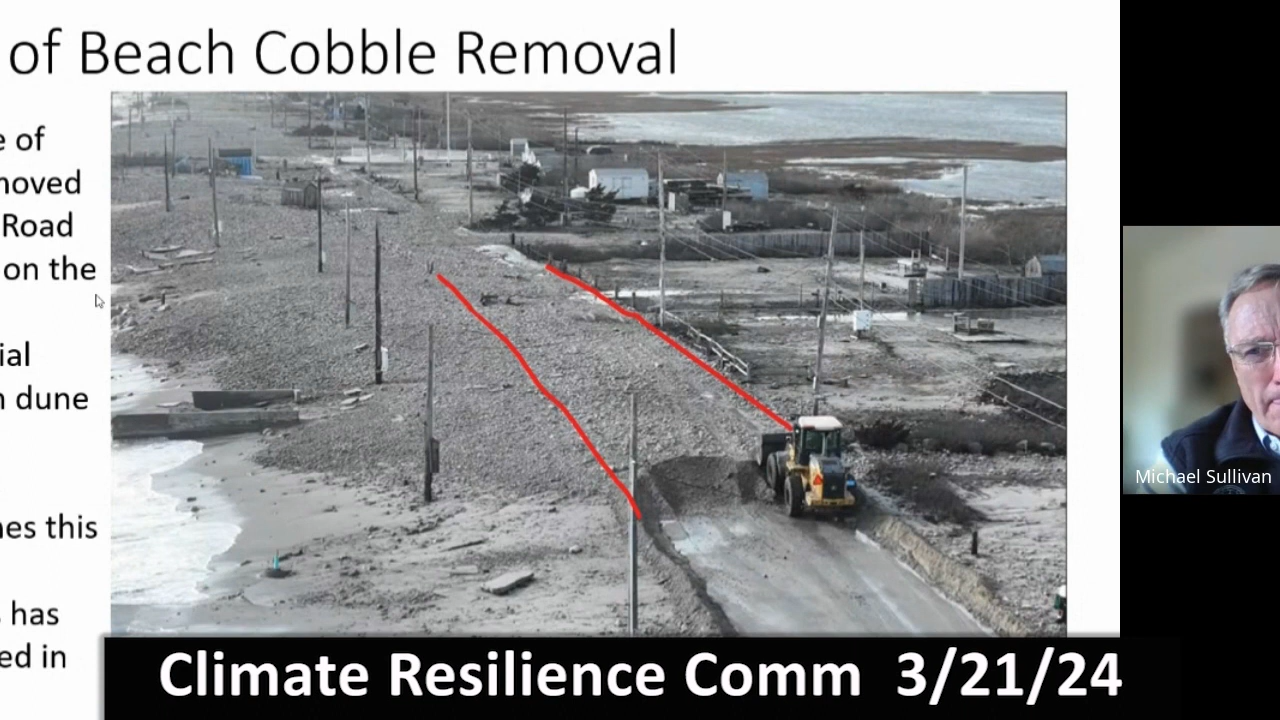 of Beach Cobble Removal
e of
moved
Road
on the
ial
n dune
nes this
has
ed in
Michael Sullivan
Climate Resilience Comm 3/21/24